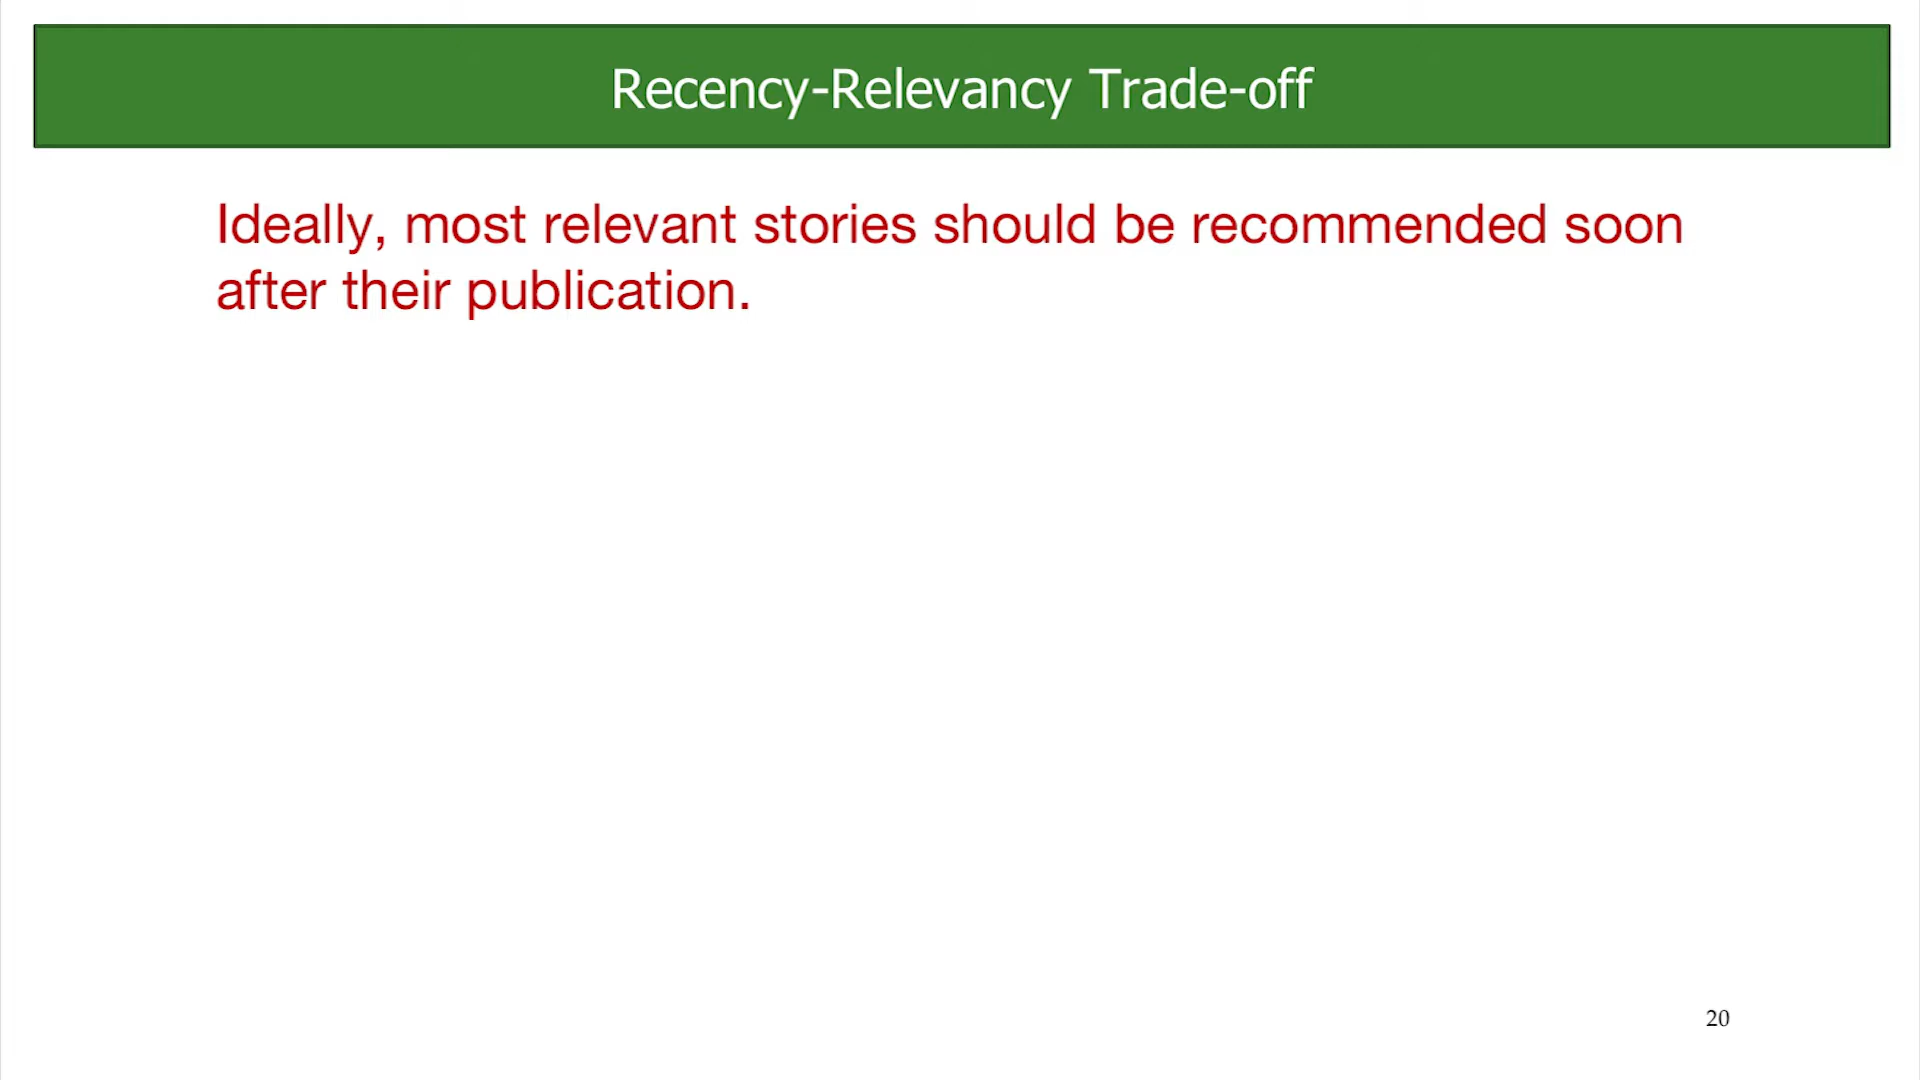 Recency-Relevancy Trade-off
Ideally, most relevant stories should be recommended soon
after their publication.
20